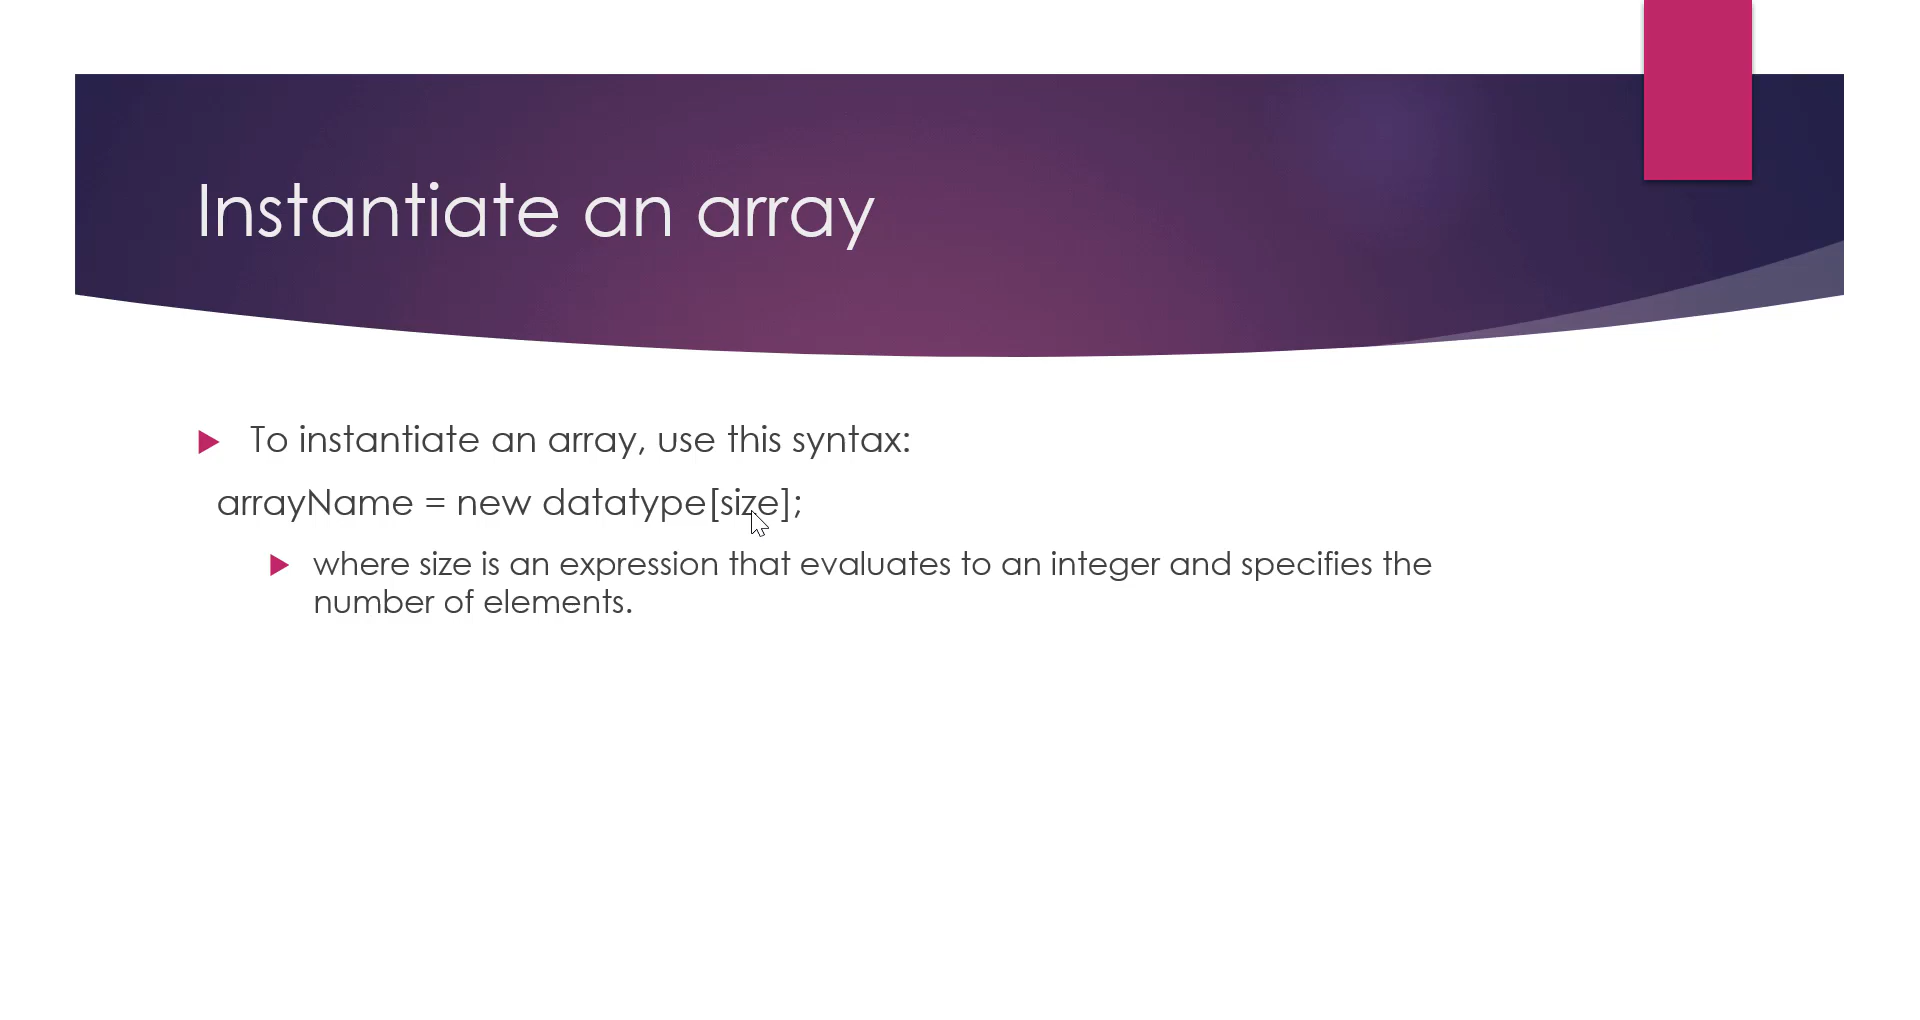 Instantiate an array
To instantiate an array, use this syntax:
arrayName = new datatype[size];
where size is an expression that evaluates to an integer and specifies the
number of elements.